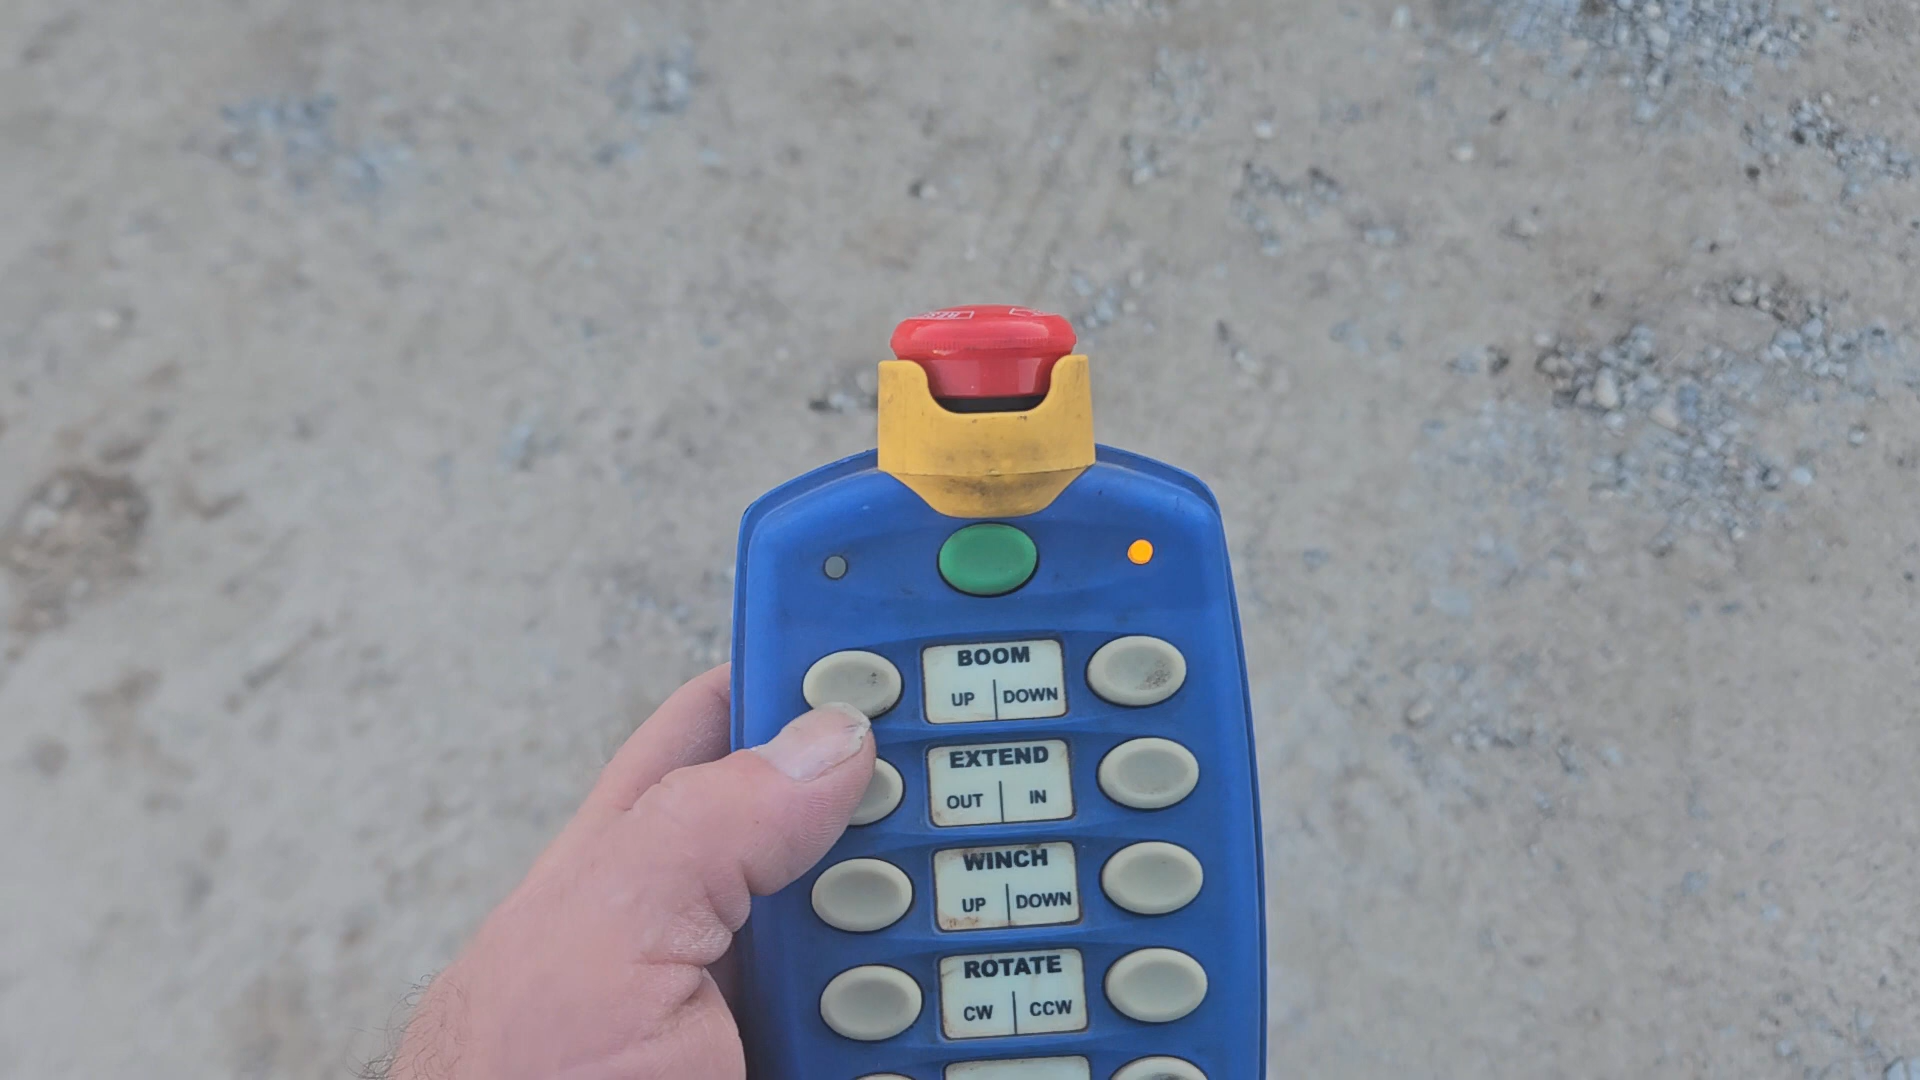 BOOM
UP DOWN
EXTEND
OUT IN
WINCH
UP DOWN
ROTATE
CW CCW